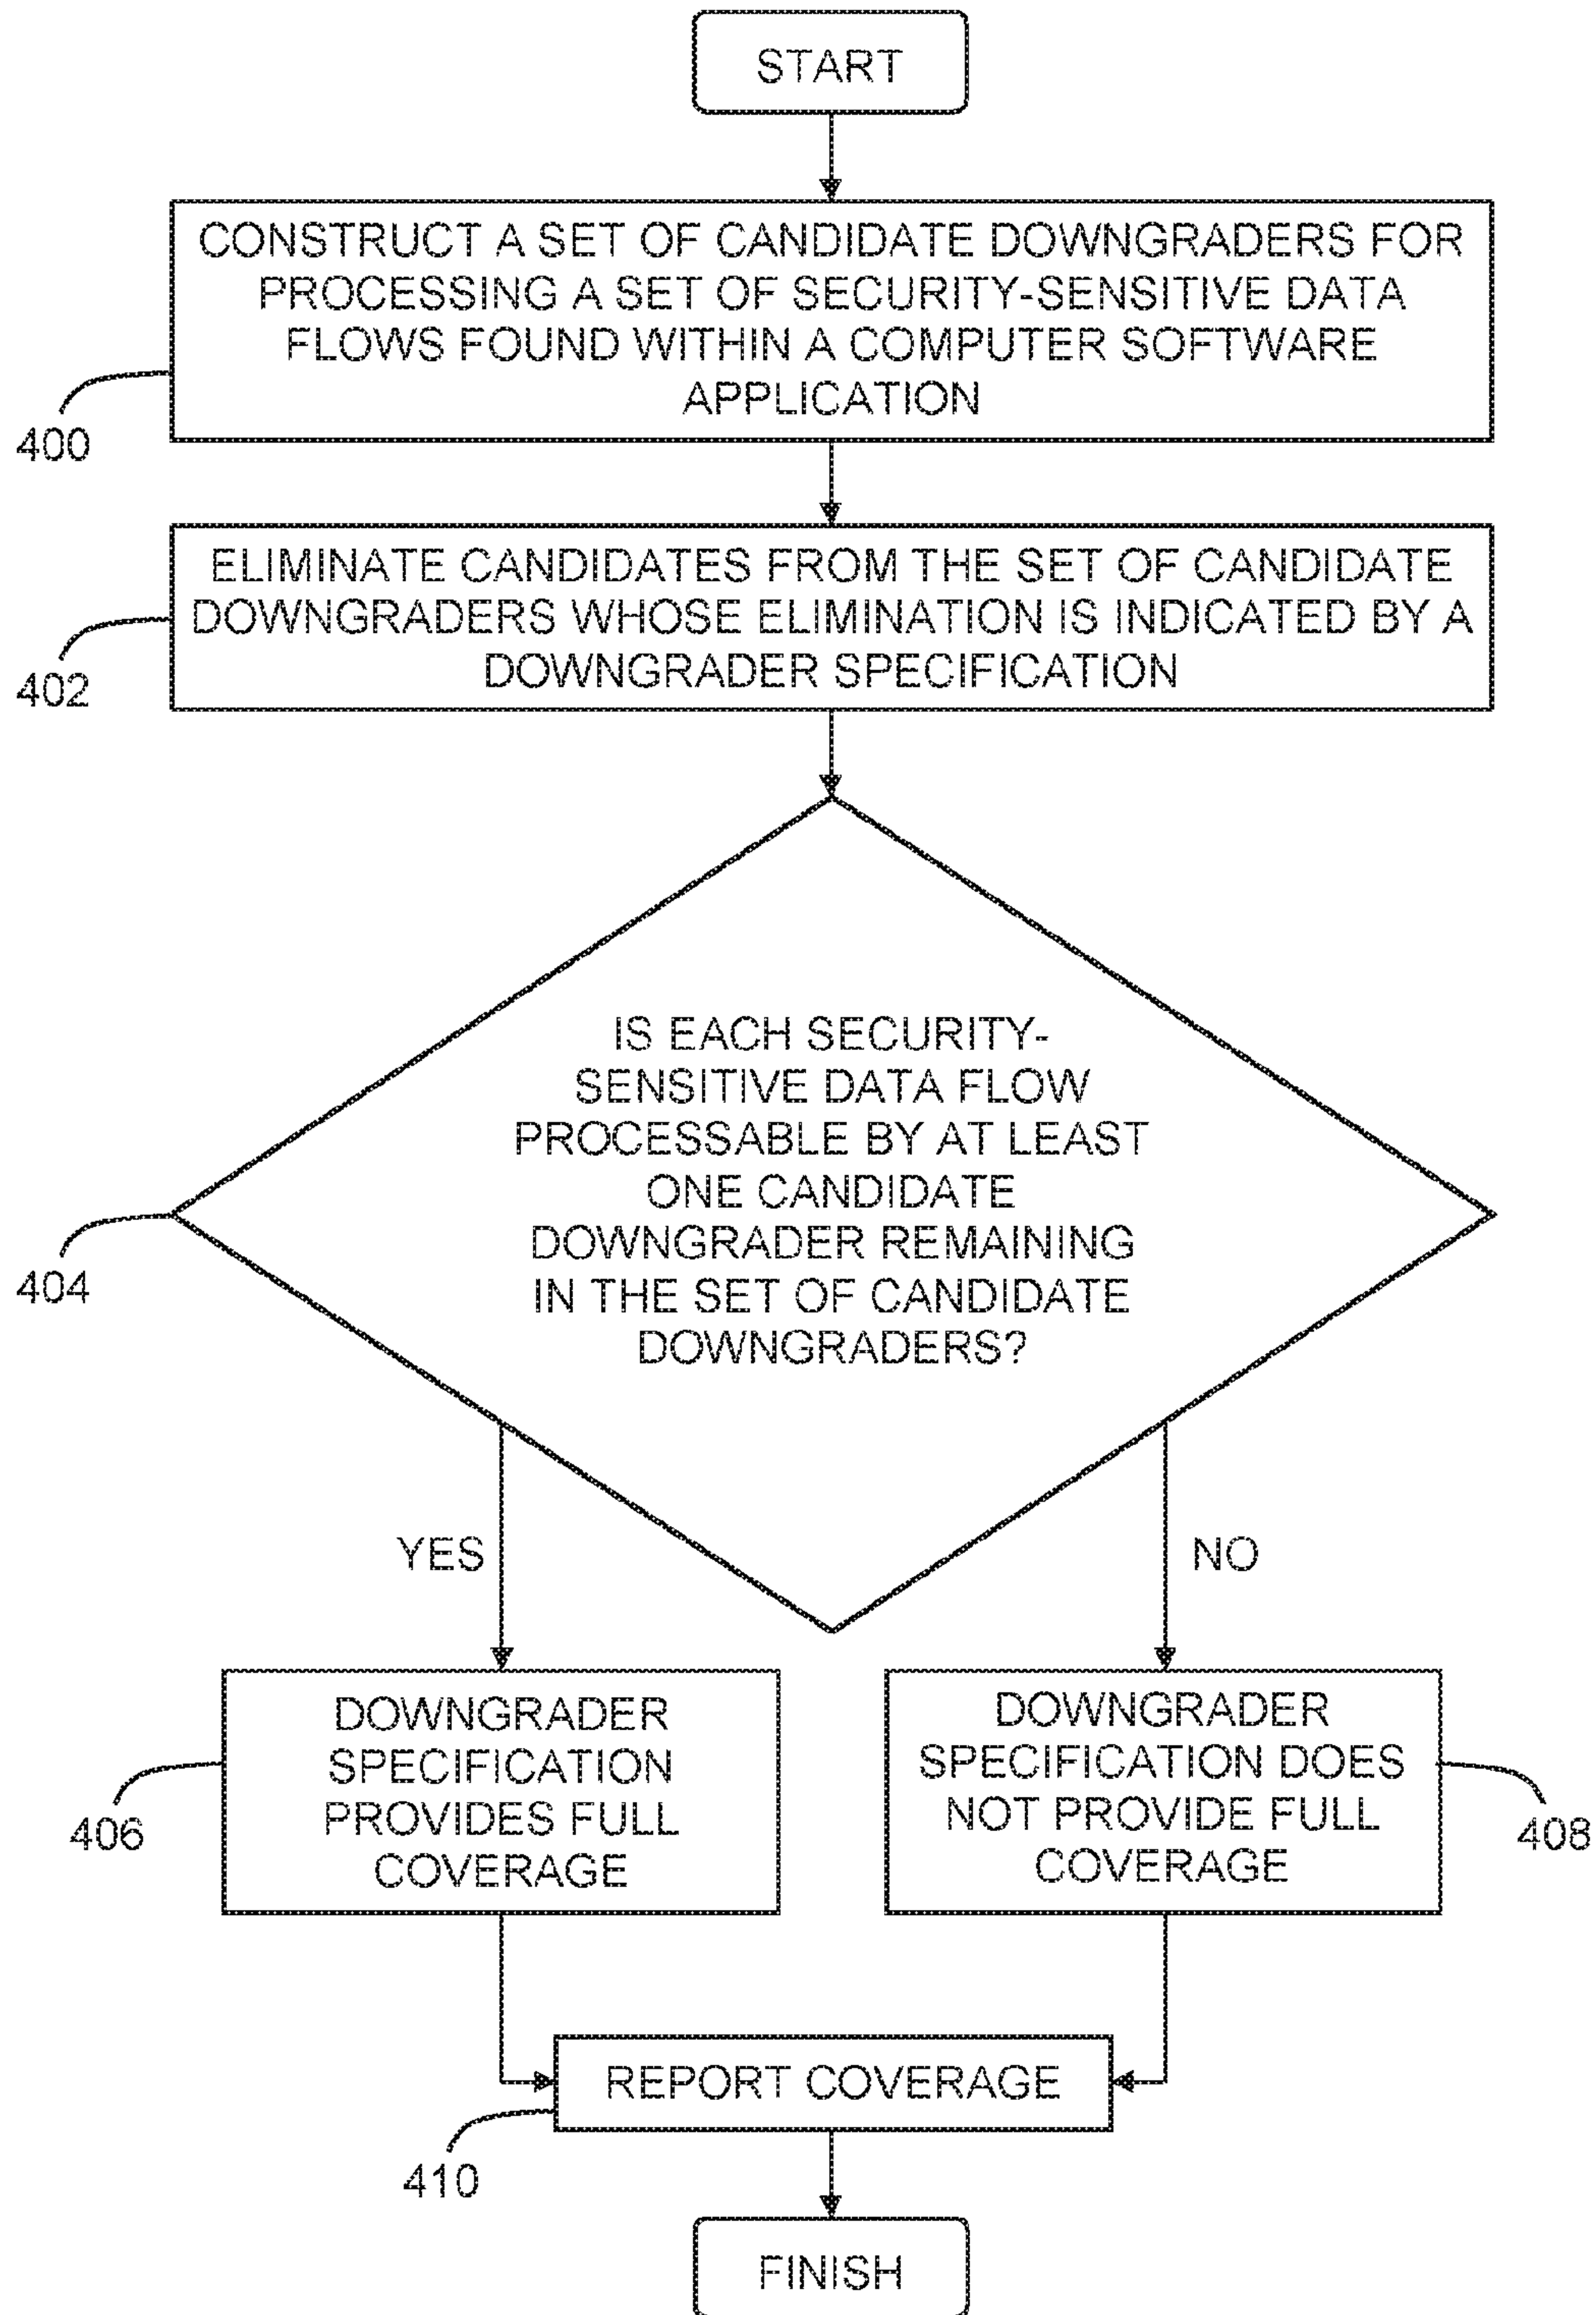 START
CONSTRUCT A SET OF CANDIDATE DOWNGRADERS FOR
PROCESSING A SET OF SECURITY-SENSITIVE DATA
FLOWS FOUND WITHIN A COMPUTER SOFTWARE
APPLICATION
400
ELIMINATE CANDIDATES FROM THE SET OF CANDIDATE
DOWNGRADERS WHOSE ELIMINATION IS INDICATED BY A
DOWNGRADER SPECIFICATION
402
IS EACH SECURITY-
SENSITIVE DATA FLOW
PROCESSABLE BY AT LEAST
ONE CANDIDATE
DOWNGRADER REMAINING
IN THE SET OF CANDIDATE
DOWNGRADERS?
404
YES
NO
DOWNGRADER
SPECIFICATION
PROVIDES FULL
COVERAGE
406
DOWNGRADER
SPECIFICATION DOES
NOT PROVIDE FULL
COVERAGE
408
REPORT COVERAGE
410
FINISH